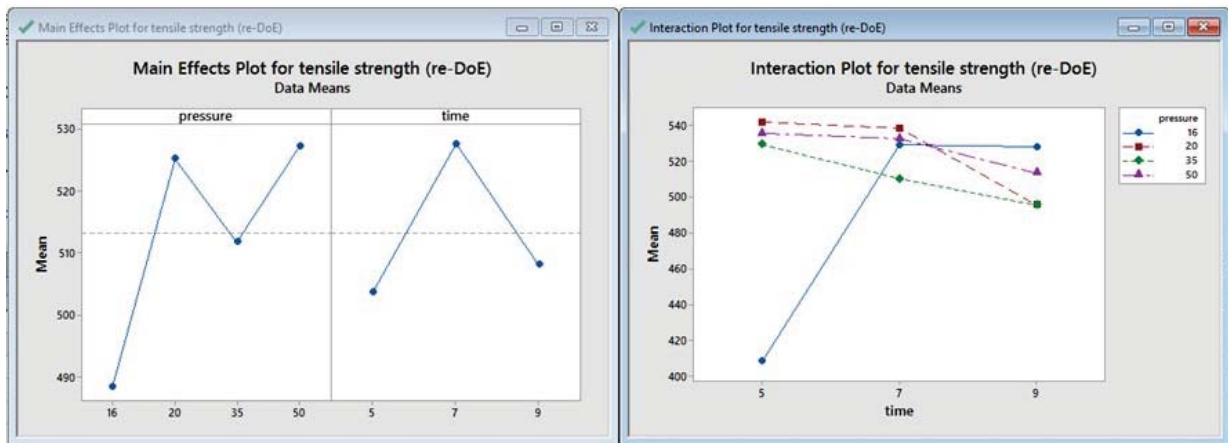 Main Effects Plot for tensile strength (re-DoE)
Main Effects Plot for tensile strength (re-DoE)
Data Means
pressure time
530
520
510
500
490
Mean
16 20 35 50 5 7 9
Interaction Plot for tensile strength (re-DoE)
Interaction Plot for tensile strength (re-DoE)
Data Means
540
520
500
480
460
440
420
400
Mean
5 7 9
time
pressure
16
20
35
50